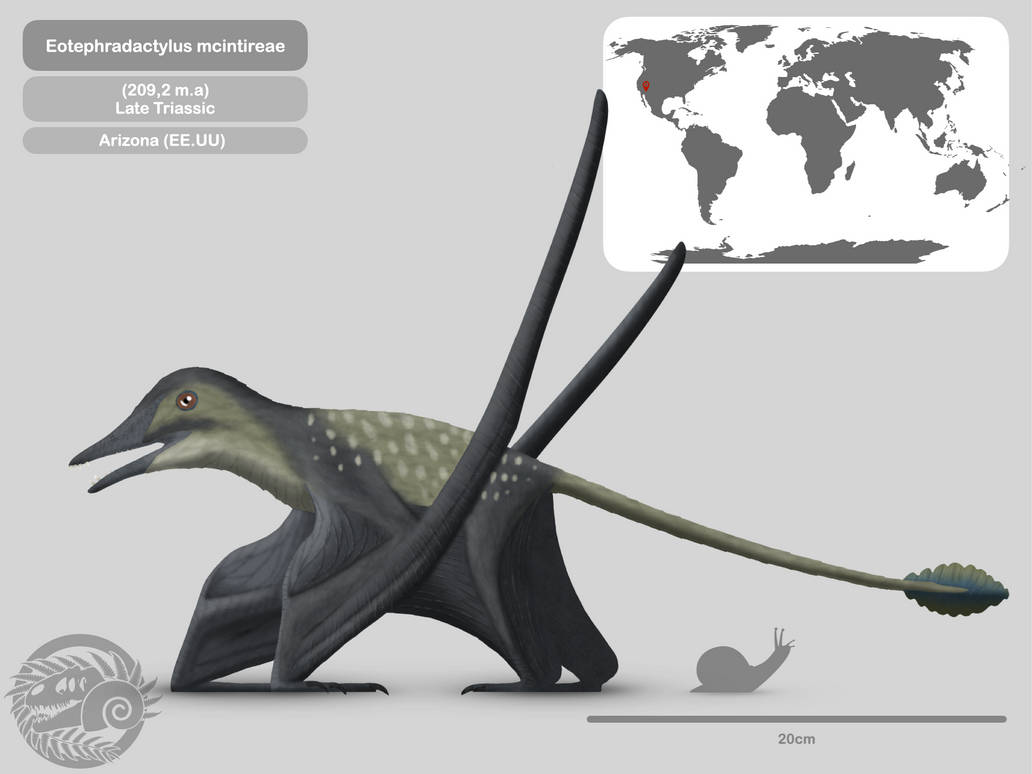 Eotephradactylus mcintireae
(209,2 m.a)
Late Triassic
Arizona (EE.UU)
20cm